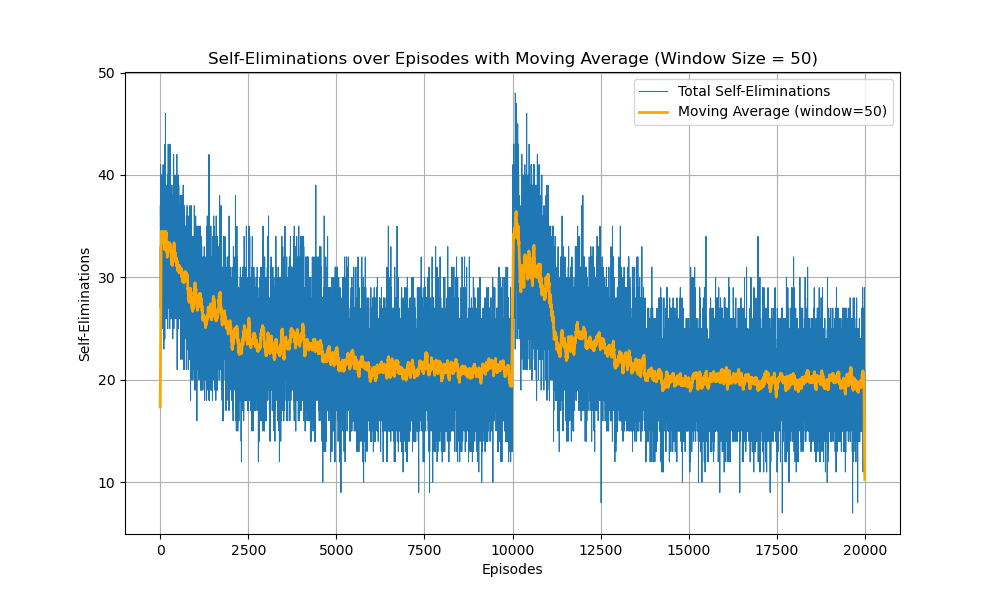 Self-Eliminations over Episodes with Moving Average (Window Size = 50)
Total Self-Eliminations
Moving Average (window=50)
Self-Eliminations
50
40
30
20
10
0 2500 5000 7500 10000 12500 15000 17500 20000
Episodes